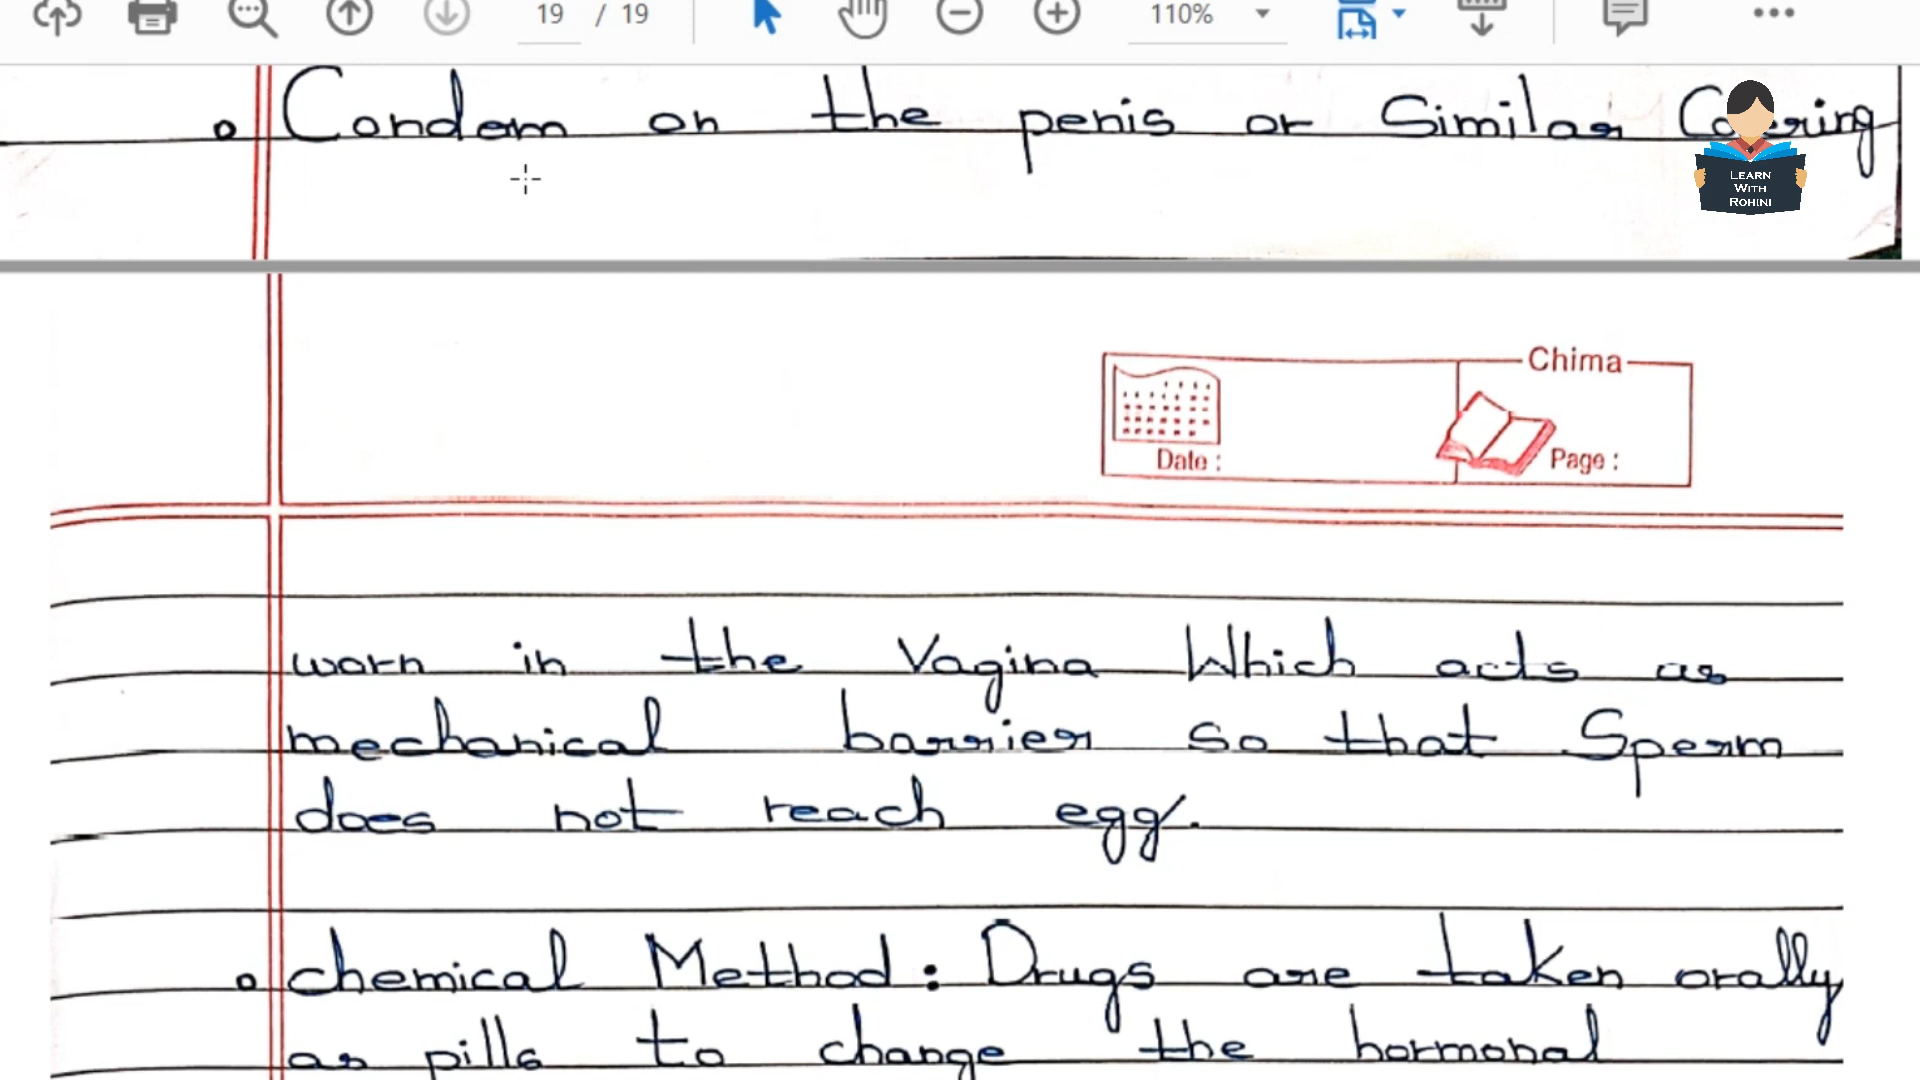 19 / 19
110%
• Condom on the penis or Similar Covering
LEARN
With
Rohini
Chima
Date :
Page :
worn in the Vagina Which acts as
mechanical barrier so that Sperm
does not reach egg.
• chemical Method : Drugs are taken orally
as pills to change the hormonal